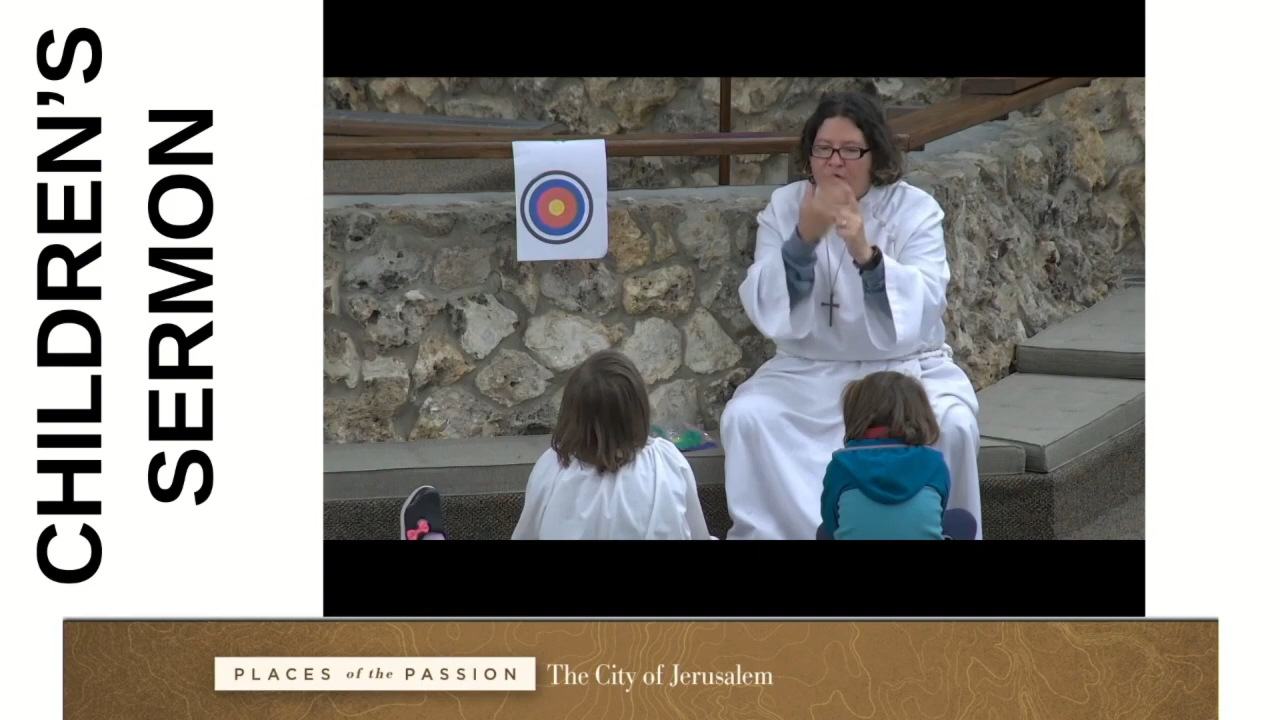 CHILDREN’S
SERMON
PLACES of the PASSION
The City of Jerusalem